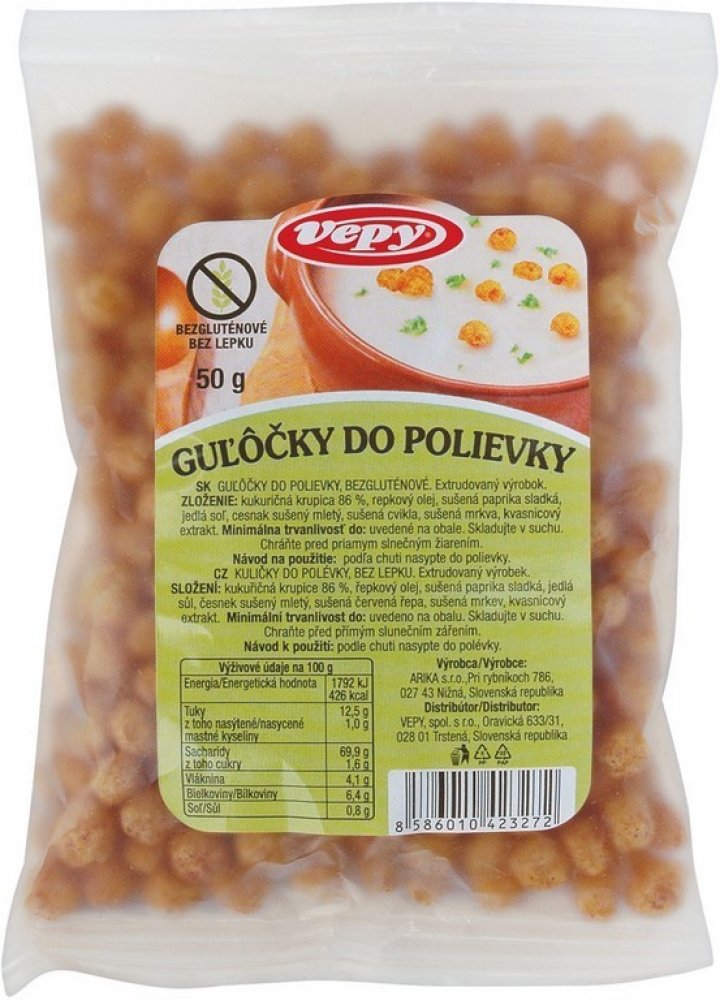 vepy®
BEZGLUTÉNOVÉ
BEZ LEPKU
50 g
GUĽÔČKY DO POLIEVKY
SK GUĽÔČKY DO POLIEVKY, BEZGLUTÉNOVÉ. Extrudovaný výrobok.
ZLOŽENIE: kukuričná krupica 86 %, repkový olej, sušená paprika sladká,
jedlá soľ, cesnak sušený mletý, sušená cvikla, sušená mrkva, kvasnicový
extrakt. Minimálna trvanlivosť do: uvedené na obale. Skladujte v suchu.
Chráňte pred priamym slnečným žiarením.
Návod na použitie: podľa chuti nasypte do polievky.
CZ KULIČKY DO POLÉVKY, BEZ LEPKU. Extrudovaný výrobek.
SLOŽENÍ: kukuřičná krupice 86 %, řepkový olej, sušená paprika sladká, jedlá
sůl, česnek sušený mletý, sušená červená řepa, sušená mrkev, kvasnicový
extrakt. Minimální trvanlivost do: uvedeno na obalu. Skladujte v suchu.
Chraňte před přímým slunečním zářením.
Návod k použití: podle chuti nasypte do polévky.
Výživové údaje na 100 g
Energia/Energetická hodnota 1792 kJ
426 kcal
Tuky 12,5 g
z toho nasýtené/nasycené 1,0 g
mastné kyseliny
Sacharidy 69,9 g
z toho cukry 1,6 g
Vláknina 4,1 g
Bielkoviny/Bílkoviny 6,4 g
Soľ/Sůl 0,8 g
Výrobca/Výrobce:
ARIKA s.r.o.,Pri rybníkoch 786,
027 43 Nižná, Slovenská republika
Distribútor/Distributor:
VEPY, spol. s r.o., Oravická 633/31,
028 01 Trstená, Slovenská republika
PP PAP
8 586010 423272